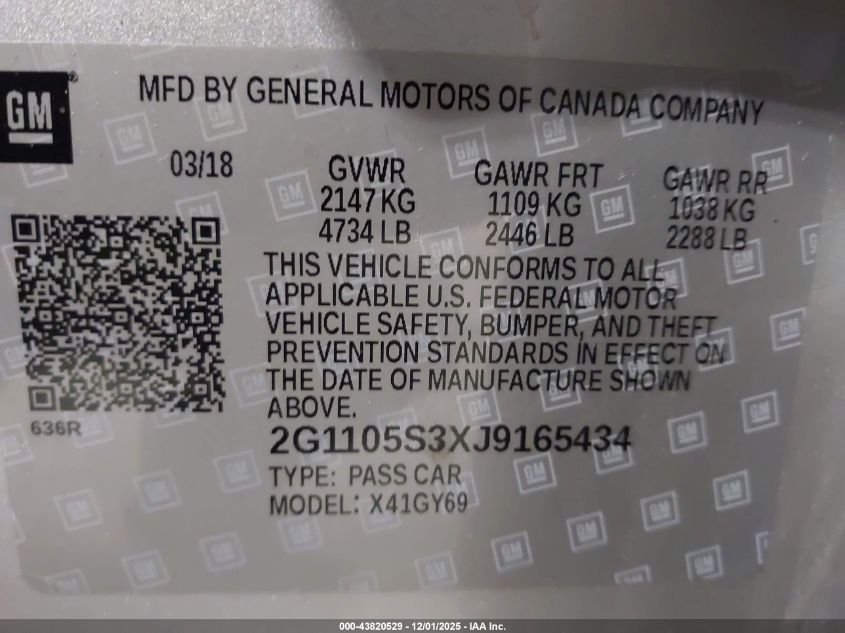 GM
MFD BY GENERAL MOTORS OF CANADA COMPANY
03/18
GVWR
2147 KG
4734 LB
GAWR FRT
1109 KG
2446 LB
GAWR RR
1038 KG
2288 LB
THIS VEHICLE CONFORMS TO ALL
APPLICABLE U.S. FEDERAL MOTOR
VEHICLE SAFETY, BUMPER, AND THEFT
PREVENTION STANDARDS IN EFFECT ON
THE DATE OF MANUFACTURE SHOWN
ABOVE.
636R
2G1105S3XJ9165434
TYPE: PASS CAR
MODEL: X41GY69
000-43820529 - 12/01/2025 - IAA Inc.